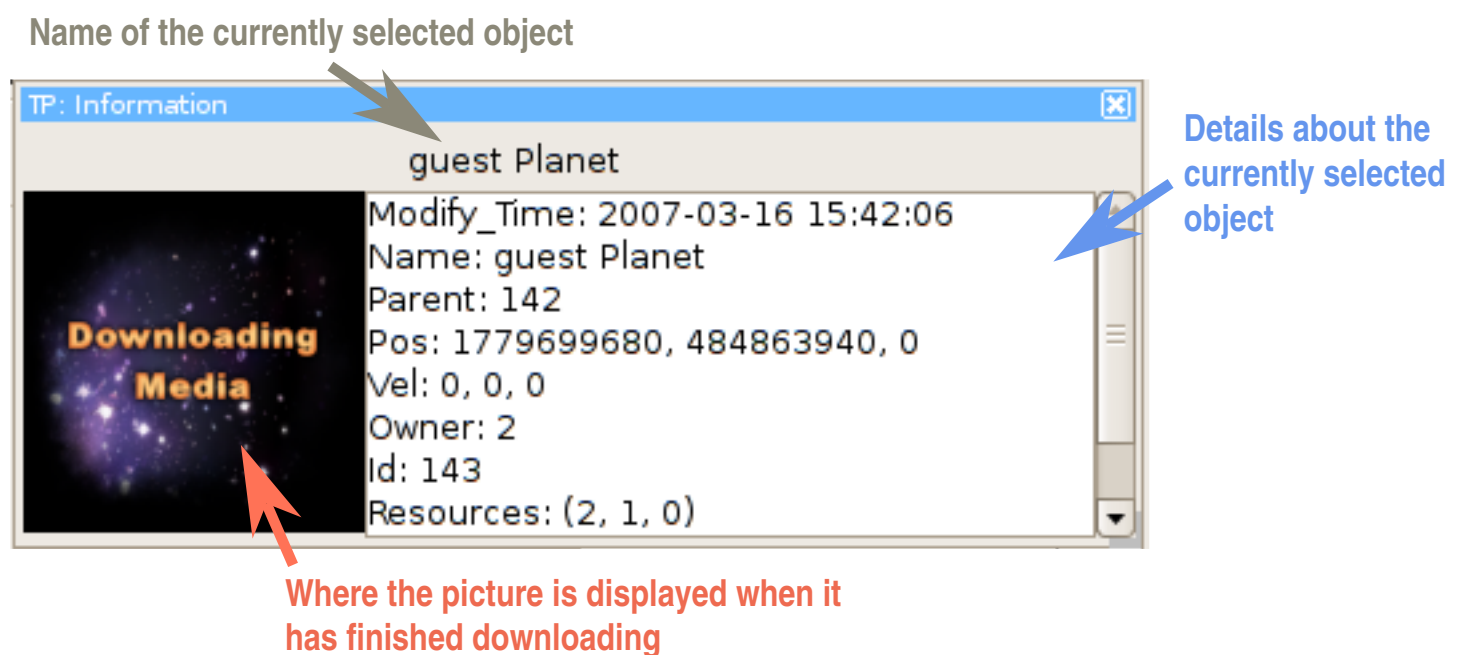 Name of the currently selected object
TP: Information
guest Planet
Details about the
currently selected
object
Modify_Time: 2007-03-16 15:42:06
Name: guest Planet
Parent: 142
Pos: 1779699680, 484863940, 0
Vel: 0, 0, 0
Owner: 2
Id: 143
Resources: (2, 1, 0)
Downloading
Media
Where the picture is displayed when it
has finished downloading